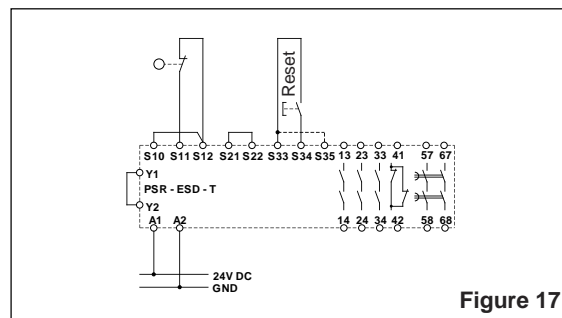 Reset
S10 S11 S12 S21 S22 S33 S34 S35 13 23 33 41 57 67
Y1
PSR - ESD - T
Y2
A1 A2 14 24 34 42 58 68
24V DC
GND
Figure 17